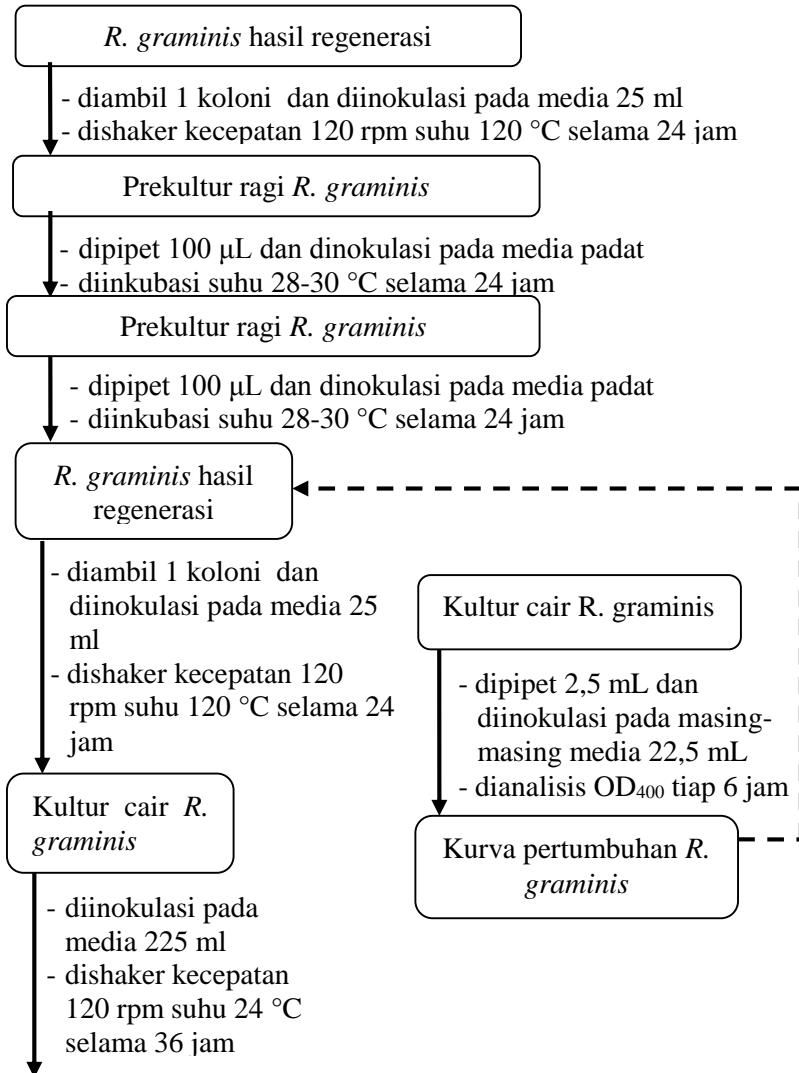 R. graminis hasil regenerasi
- diambil 1 koloni dan diinokulasi pada media 25 ml
- dishaker kecepatan 120 rpm suhu 120 °C selama 24 jam
Prekultur ragi R. graminis
- dipipet 100 μL dan dinokulasi pada media padat
- diinkubasi suhu 28-30 °C selama 24 jam
Prekultur ragi R. graminis
- dipipet 100 μL dan dinokulasi pada media padat
- diinkubasi suhu 28-30 °C selama 24 jam
R. graminis hasil
regenerasi
- diambil 1 koloni dan
diinokulasi pada media 25
ml
- dishaker kecepatan 120
rpm suhu 120 °C selama 24
jam
Kultur cair R.
graminis
- diinokulasi pada
media 225 ml
- dishaker kecepatan
120 rpm suhu 24 °C
selama 36 jam
Kultur cair R. graminis
- dipipet 2,5 mL dan
diinokulasi pada masing-
masing media 22,5 mL
- dianalisis OD₄₀₀ tiap 6 jam
Kurva pertumbuhan R.
graminis